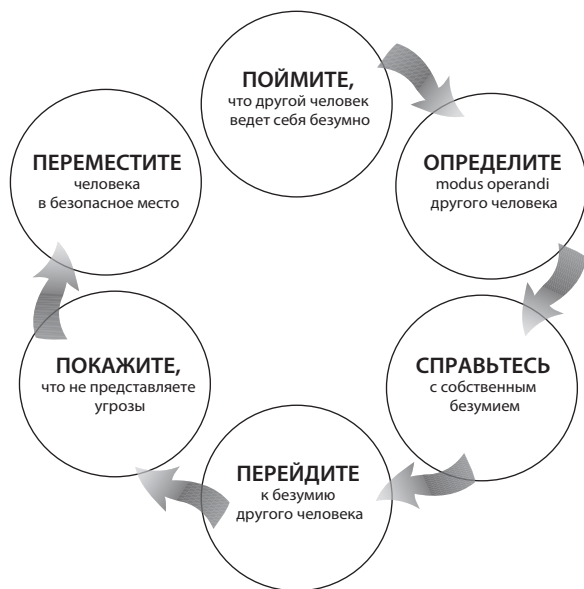 ПОЙМИТЕ,
что другой человек
ведет себя безумно
ОПРЕДЕЛИТЕ
modus operandi
другого человека
СПРАВЬТЕСЬ
с собственным
безумием
ПЕРЕЙДИТЕ
к безумию
другого человека
ПОКАЖИТЕ,
что не представляете
угрозы
ПЕРЕМЕСТИТЕ
человека
в безопасное место